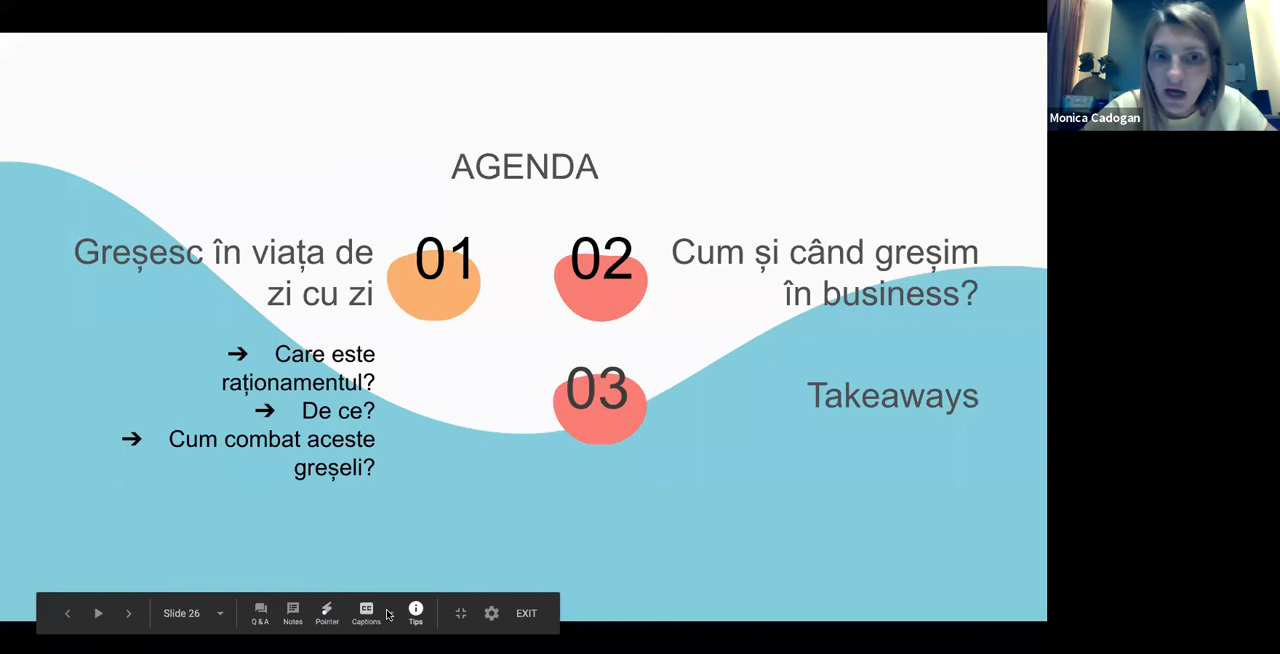 Monica Cadogan
AGENDA
Greșesc în viața de
zi cu zi
01
➔ Care este
raționamentul?
➔ De ce?
➔ Cum combat aceste
greșeli?
02
Cum și când greșim
în business?
03
Takeaways
Slide 26
Q & A
Notes
Pointer
Captions
Tips
EXIT